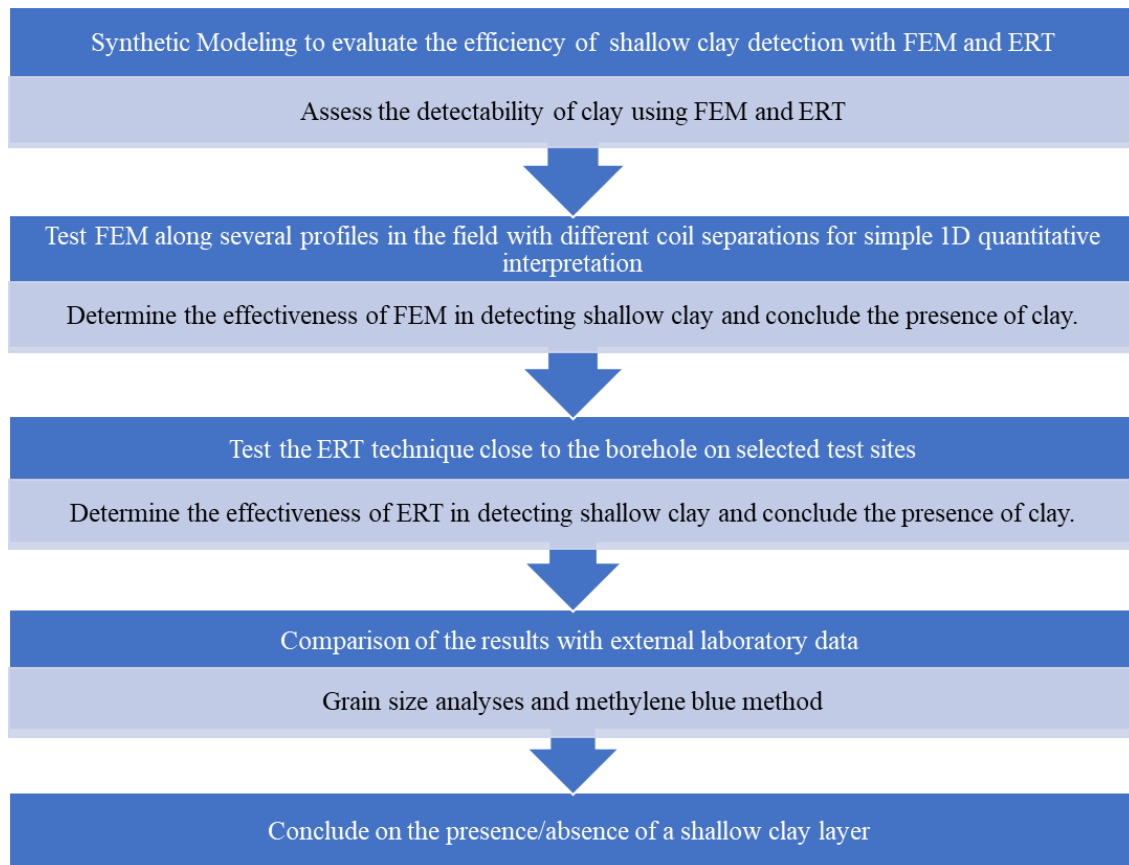 Synthetic Modeling to evaluate the efficiency of shallow clay detection with FEM and ERT
Assess the detectability of clay using FEM and ERT
Test FEM along several profiles in the field with different coil separations for simple 1D quantitative
interpretation
Determine the effectiveness of FEM in detecting shallow clay and conclude the presence of clay.
Test the ERT technique close to the borehole on selected test sites
Determine the effectiveness of ERT in detecting shallow clay and conclude the presence of clay.
Comparison of the results with external laboratory data
Grain size analyses and methylene blue method
Conclude on the presence/absence of a shallow clay layer